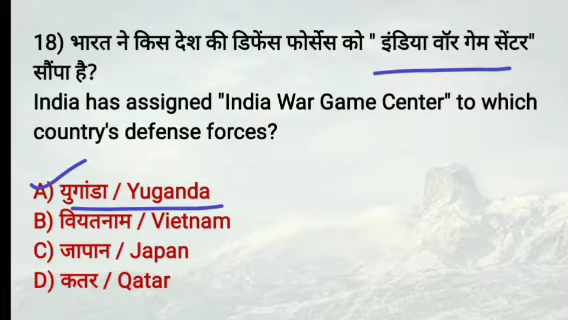 18) भारत ने किस देश की डिफेंस फोर्सेस को " इंडिया वॉर गेम सेंटर"
सौंपा है?
India has assigned "India War Game Center" to which
country's defense forces?
A) युगांडा / Yuganda
B) वियतनाम / Vietnam
C) जापान / Japan
D) कतर / Qatar